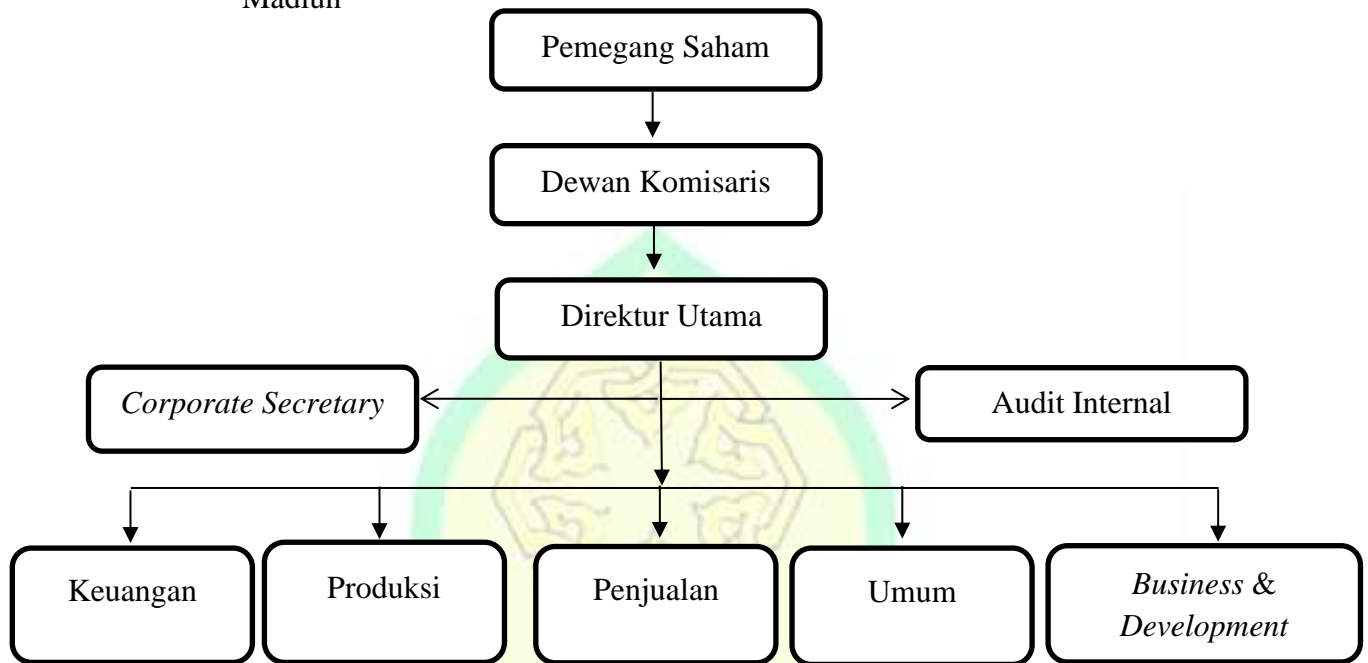 Madiun
Pemegang Saham
Dewan Komisaris
Direktur Utama
Corporate Secretary
Audit Internal
Keuangan
Produksi
Penjualan
Umum
Business &
Development